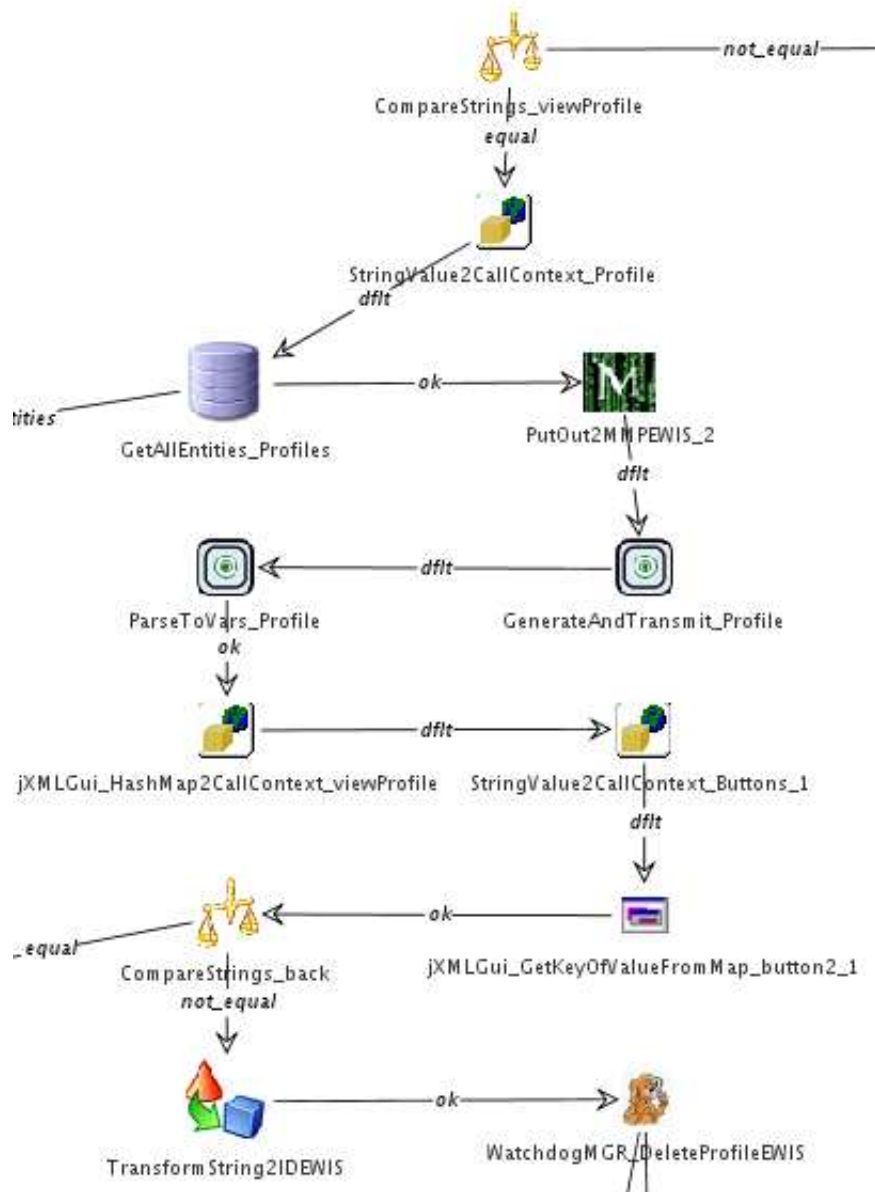 not_equal
CompareStrings_viewProfile
equal
StringValue2CallContext_Profile
dflt
ok
tities
GetAllEntities_Profiles
M
PutOut2MMPEWIS_2
dflt
dflt
ParseToVars_Profile
GenerateAndTransmit_Profile
ok
dflt
jXMLGui_HashMap2CallContext_viewProfile
StringValue2CallContext_Buttons_1
dflt
ok
_equal
CompareStrings_back
jXMLGui_GetKeyOfValueFromMap_button2_1
not_equal
ok
TransformString2IDEWIS
WatchdogMGR_DeleteProfileEWIS